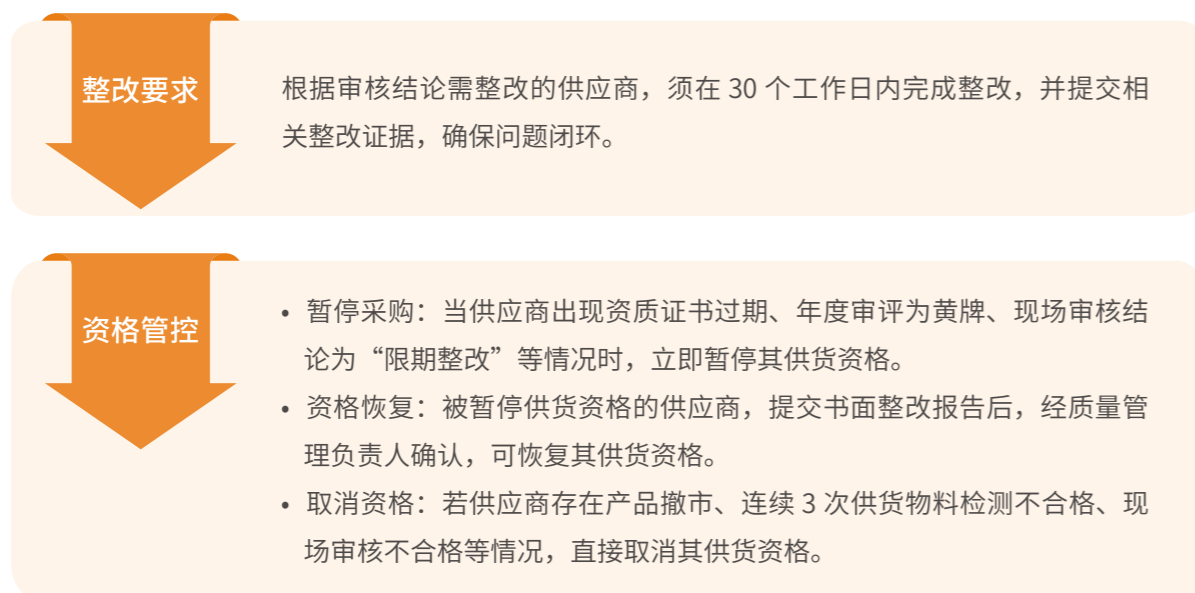 整改要求
根据审核结论需整改的供应商，须在 30 个工作日内完成整改，并提交相
关整改证据，确保问题闭环。
资格管控
• 暂停采购：当供应商出现资质证书过期、年度审评为黄牌、现场审核结
论为“限期整改”等情况时，立即暂停其供货资格。
• 资格恢复：被暂停供货资格的供应商，提交书面整改报告后，经质量管
理负责人确认，可恢复其供货资格。
• 取消资格：若供应商存在产品撤市、连续 3 次供货物料检测不合格、现
场审核不合格等情况，直接取消其供货资格。